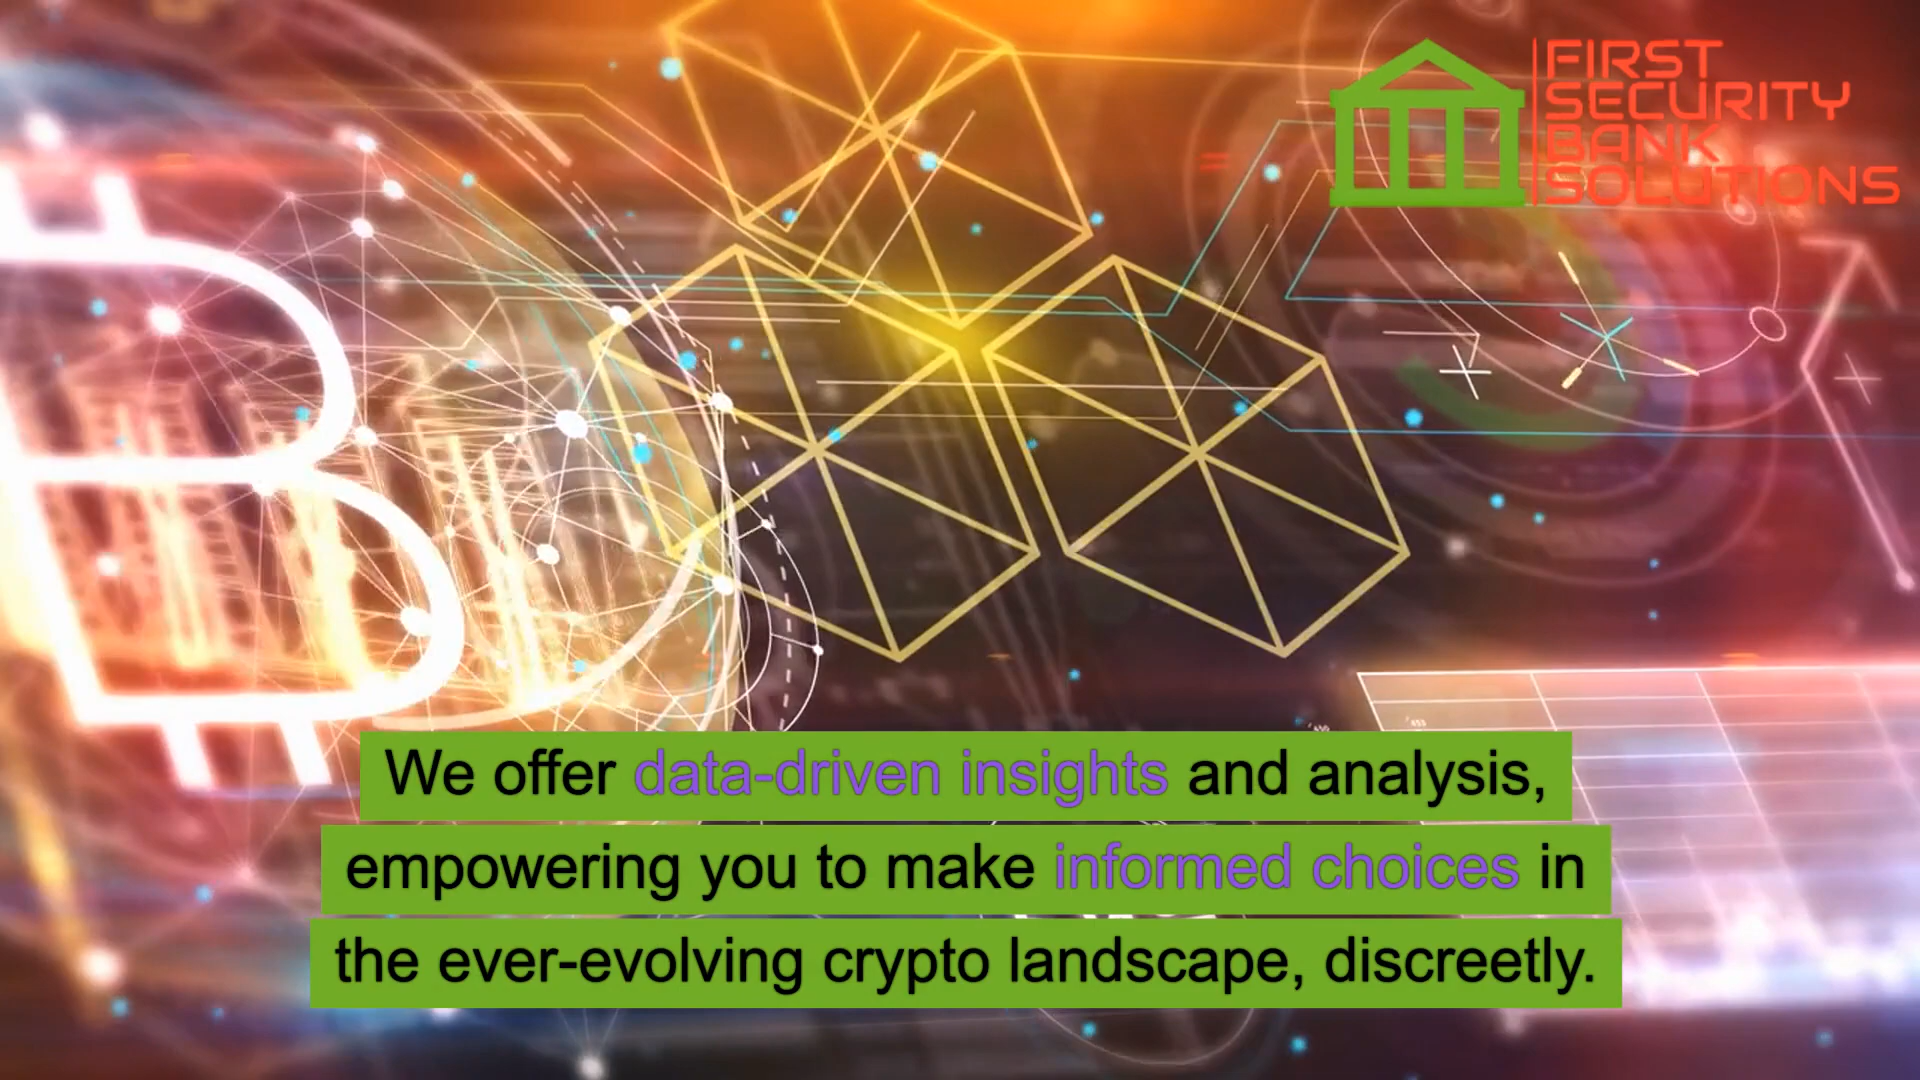 FIRST
SECURITY
BANK
SOLUTIONS
We offer data-driven insights and analysis,
empowering you to make informed choices in
the ever-evolving crypto landscape, discreetly.